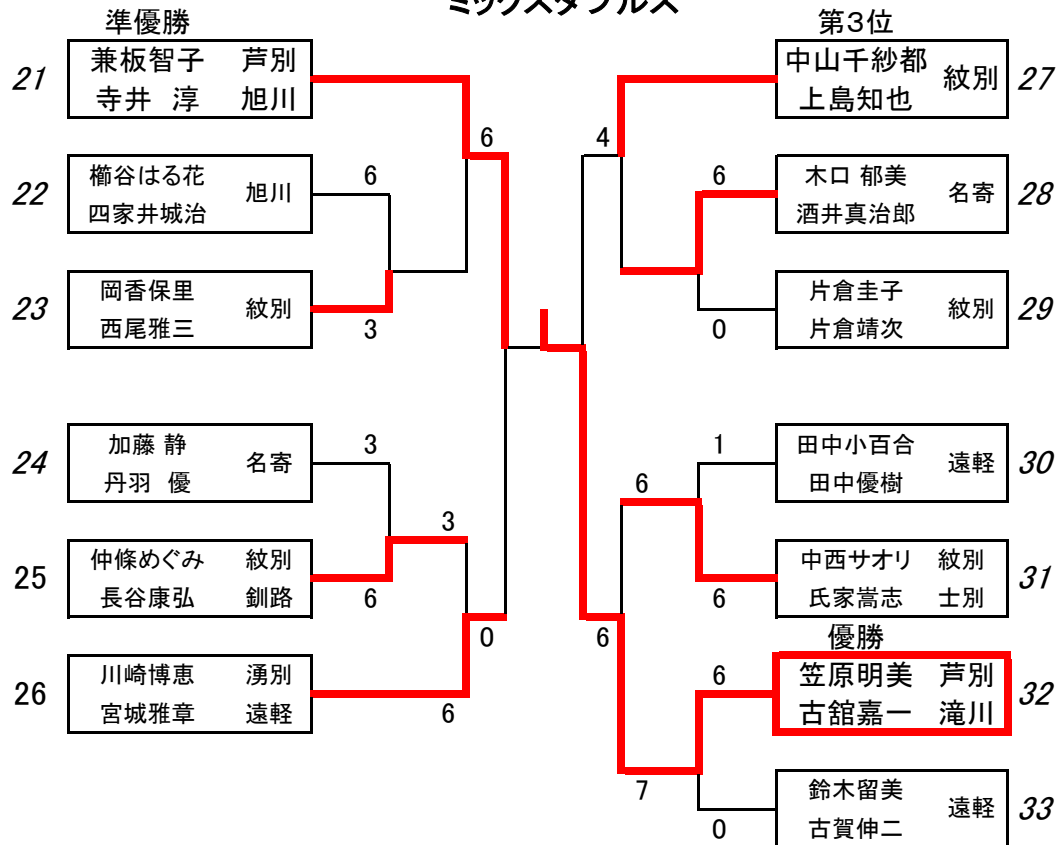 ミックスダブルス
準優勝
21 兼板智子 芦別
寺井 淳 旭川
6
22 櫛谷はる花
四家井城治 旭川
6
23 岡香保里
西尾雅三 紋別
3
24 加藤 静
丹羽 優 名寄
3
3
25 仲條めぐみ 紋別
長谷康弘 釧路
6
0
26 川崎博恵 湧別
宮城雅章 遠軽
6
第3位
中山千紗都
上島知也 紋別 27
4
6
木口 郁美
酒井真治郎 名寄 28
片倉圭子
片倉靖次 紋別 29
0
1
田中小百合
田中優樹 遠軽 30
6
中西サオリ 紋別
氏家嵩志 士別 31
6
6
優勝
6
笠原明美 芦別
古舘嘉一 滝川 32
7
鈴木留美
古賀伸二 遠軽 33
0